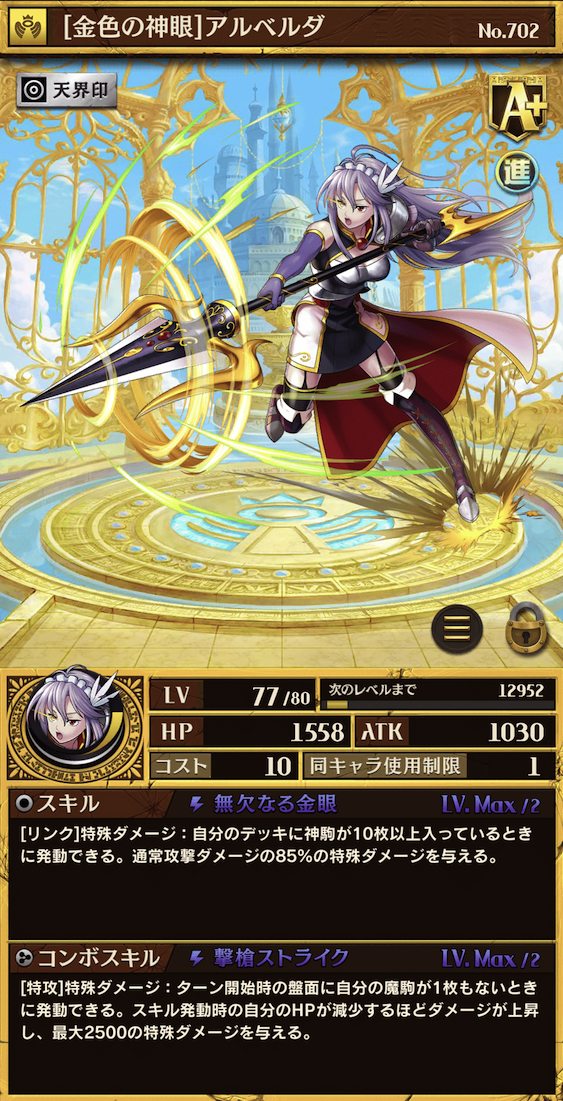 [金色の神眼]アルベルダ No.702
天界印
A+
進
LV 77/80 次のレベルまで 12952
HP 1558 ATK 1030
コスト 10 同キャラ使用制限 1
スキル 無欠なる金眼 LV.Max/2
[リンク]特殊ダメージ：自分のデッキに神駒が10枚以上入っているとき
に発動できる。通常攻撃ダメージの85%の特殊ダメージを与える。
コンボスキル 撃槍ストライク LV.Max/2
[特攻]特殊ダメージ：ターン開始時の盤面に自分の魔駒が1枚もないとき
に発動できる。スキル発動時の自分のHPが減少するほどダメージが上昇
し、最大2500の特殊ダメージを与える。